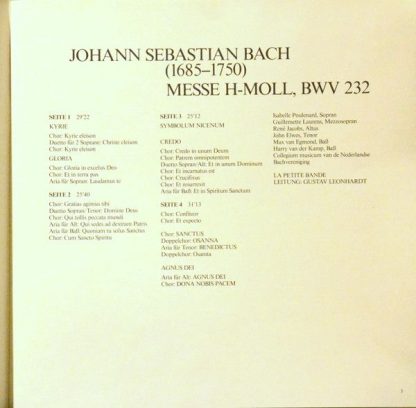 JOHANN SEBASTIAN BACH
(1685–1750)
MESSE H-MOLL, BWV 232
SEITE 1 29'22
KYRIE
Chor: Kyrie eleison
Duetto für 2 Soprane: Christe eleison
Chor: Kyrie eleison
GLORIA
Chor: Gloria in excelsis Deo
Chor: Et in terra pax
Aria für Sopran: Laudamus te
SEITE 2 25'40
Chor: Gratias agimus tibi
Duetto Sopran/Tenor: Domine Deus
Chor: Qui tollis peccata mundi
Aria für Alt: Qui sedes ad dextram Patris
Aria für Baß: Quoniam tu solus Sanctus
Chor: Cum Sancto Spiritu
SEITE 3 25'12
SYMBOLUM NICENUM
CREDO
Chor: Credo in unum Deum
Chor: Patrem omnipotentem
Duetto Sopran/Alt: Et in unum Dominum
Chor: Et incarnatus est
Chor: Crucifixus
Chor: Et resurrexit
Aria für Baß: Et in Spiritum Sanctum
SEITE 4 31'13
Chor: Confiteor
Chor: Et expecto
Chor: SANCTUS
Doppelchor: OSANNA
Aria für Tenor: BENEDICTUS
Doppelchor: Osanna
AGNUS DEI
Aria für Alt: AGNUS DEI
Chor: DONA NOBIS PACEM
Isabelle Poulenard, Sopran
Guillemette Laurens, Mezzosopran
René Jacobs, Altus
John Elwes, Tenor
Max van Egmond, Baß
Harry van der Kamp, Baß
Collegium musicum van de Nederlandse
Bachvereniging
LA PETITE BANDE
LEITUNG: GUSTAV LEONHARDT